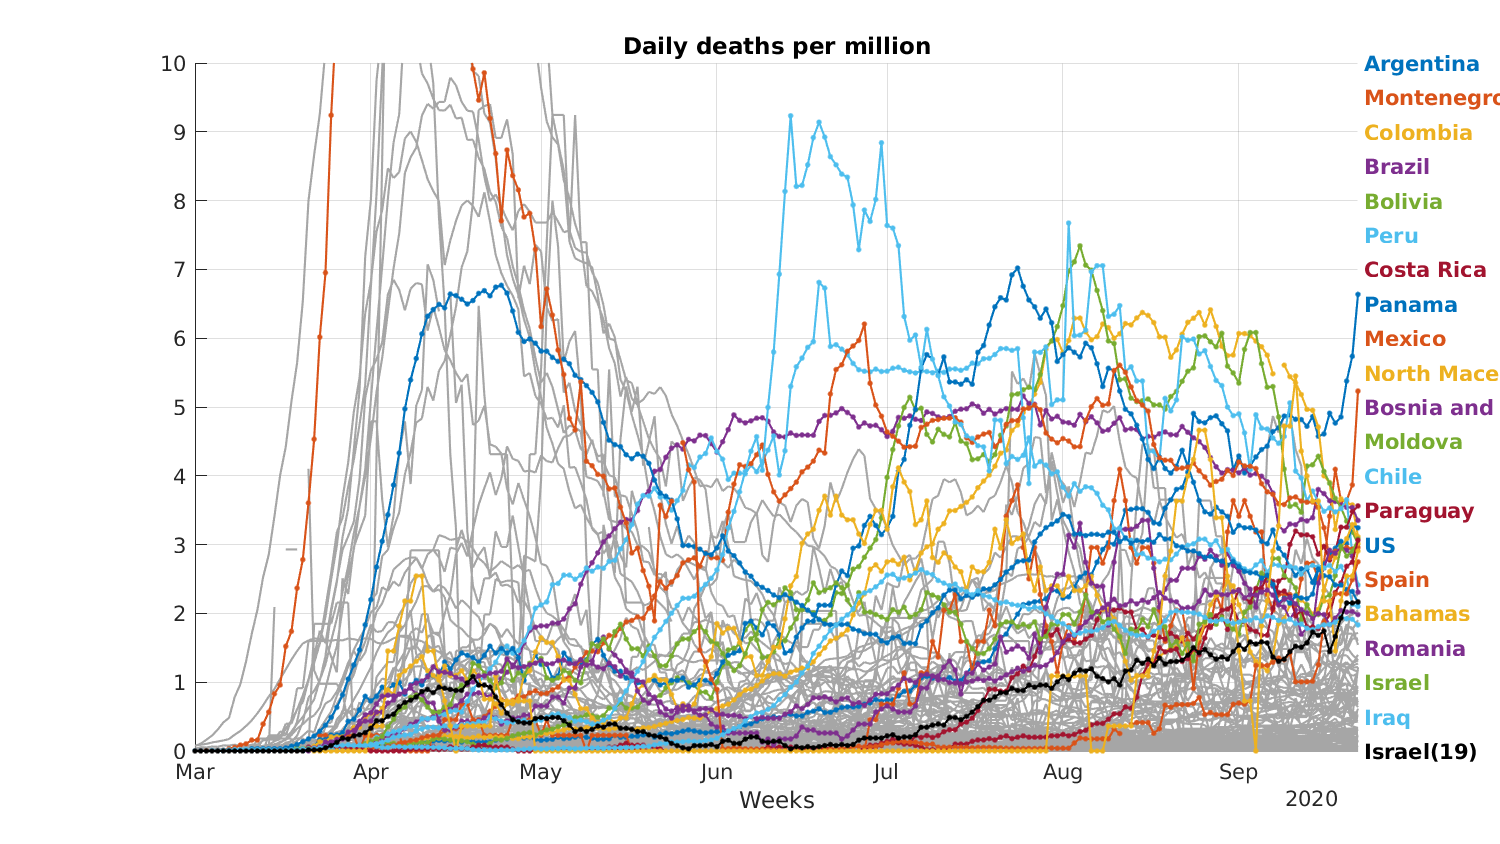 Daily deaths per million
10
9
8
7
6
5
4
3
2
1
0
Mar Apr May Jun Jul Aug Sep
Weeks
2020
Argentina
Montenegro
Colombia
Brazil
Bolivia
Peru
Costa Rica
Panama
Mexico
North Mace
Bosnia and
Moldova
Chile
Paraguay
US
Spain
Bahamas
Romania
Israel
Iraq
Israel(19)